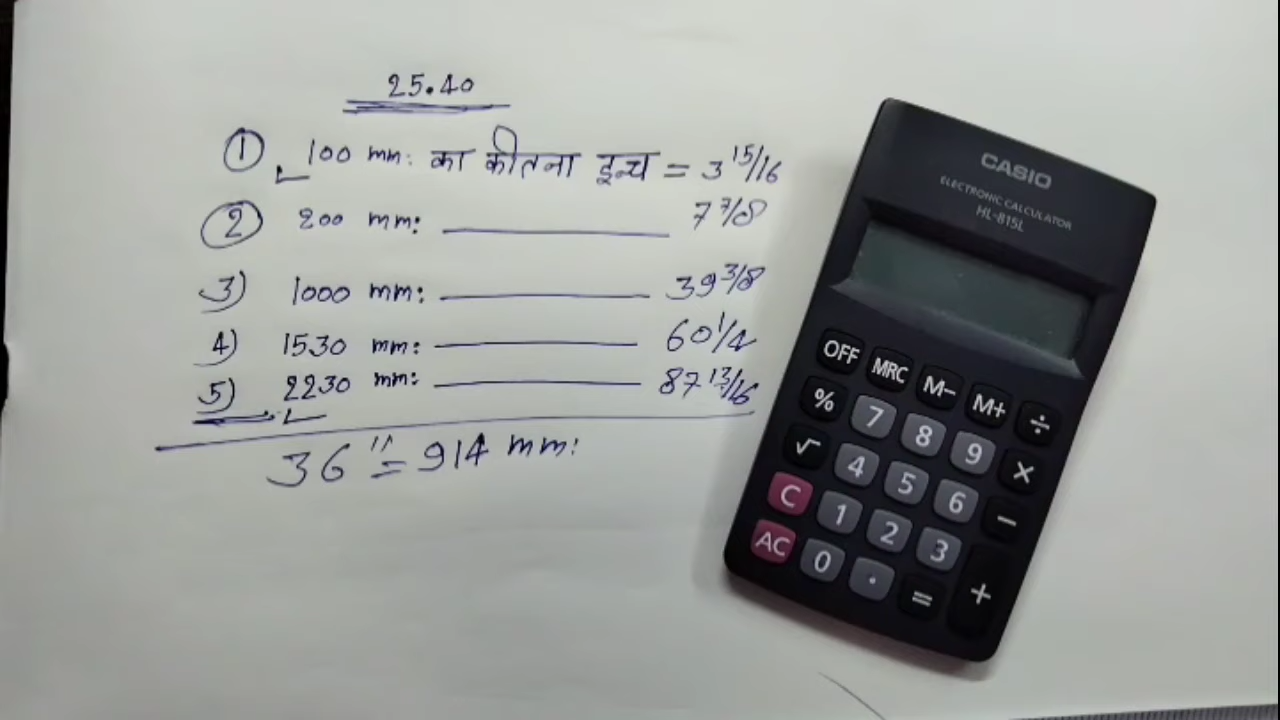 25.40
① 100 mm: का कीतना इन्च = 3 15/16
② 200 mm: 7 7/8
3) 1000 mm: 39 3/8
4) 1530 mm: 60 1/4
5) 2230 mm: 87 13/16
36" = 914 mm:
CASIO
ELECTRONIC CALCULATOR
HL-815L
OFF MRC M− M+ ÷
% 7 8 9 ×
√ 4 5 6 −
C 1 2 3 +
AC 0 . =